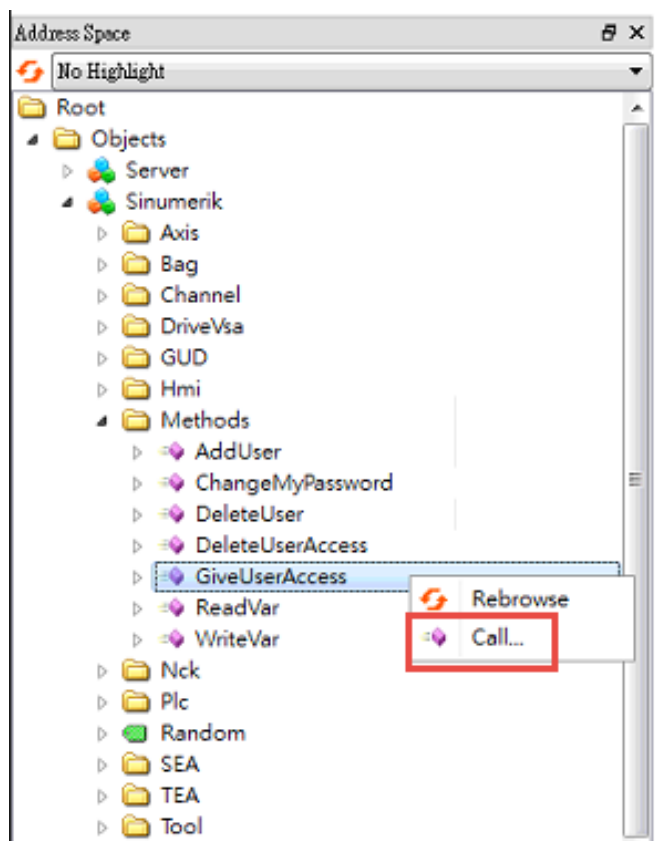 Address Space
No Highlight
Root
Objects
Server
Sinumerik
Axis
Bag
Channel
DriveVsa
GUD
Hmi
Methods
AddUser
ChangeMyPassword
DeleteUser
DeleteUserAccess
GiveUserAccess
Rebrowse
ReadVar
Call...
WriteVar
Nck
Plc
Random
SEA
TEA
Tool